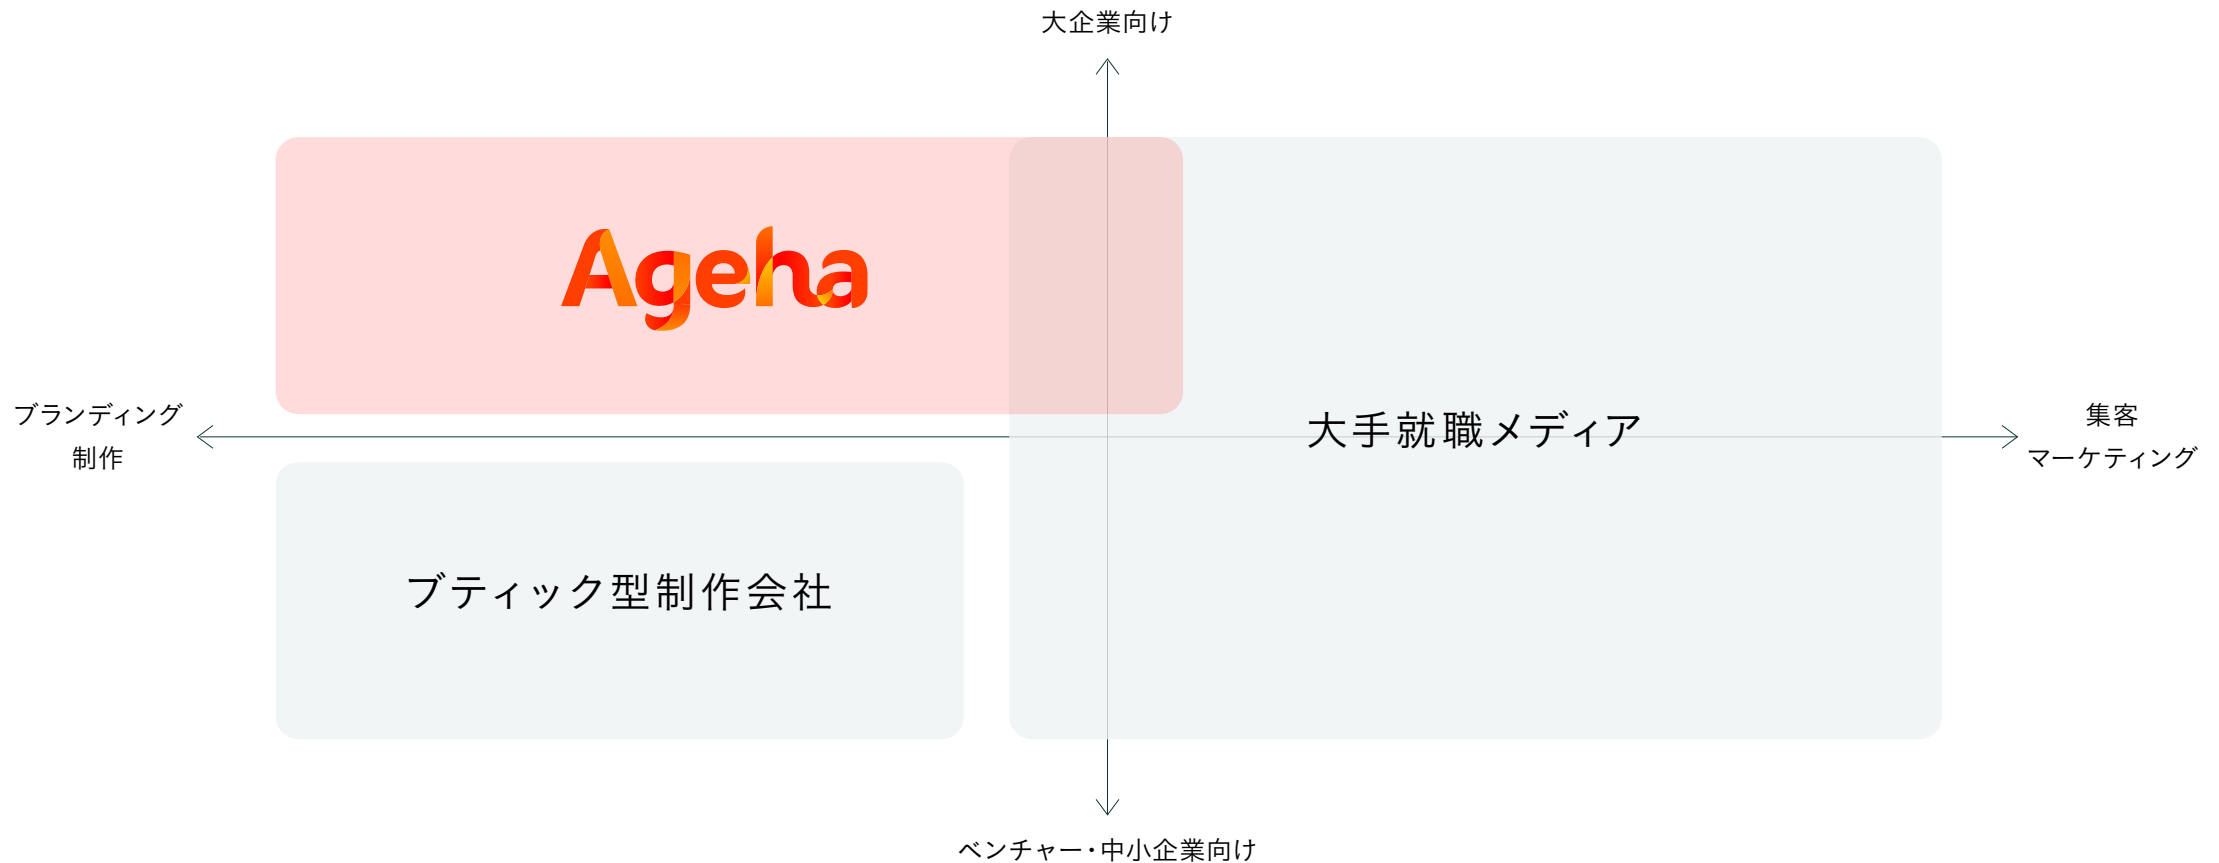 大企業向け
Ageha
ブランディング
制作
大手就職メディア
集客
マーケティング
ブティック型制作会社
ベンチャー・中小企業向け